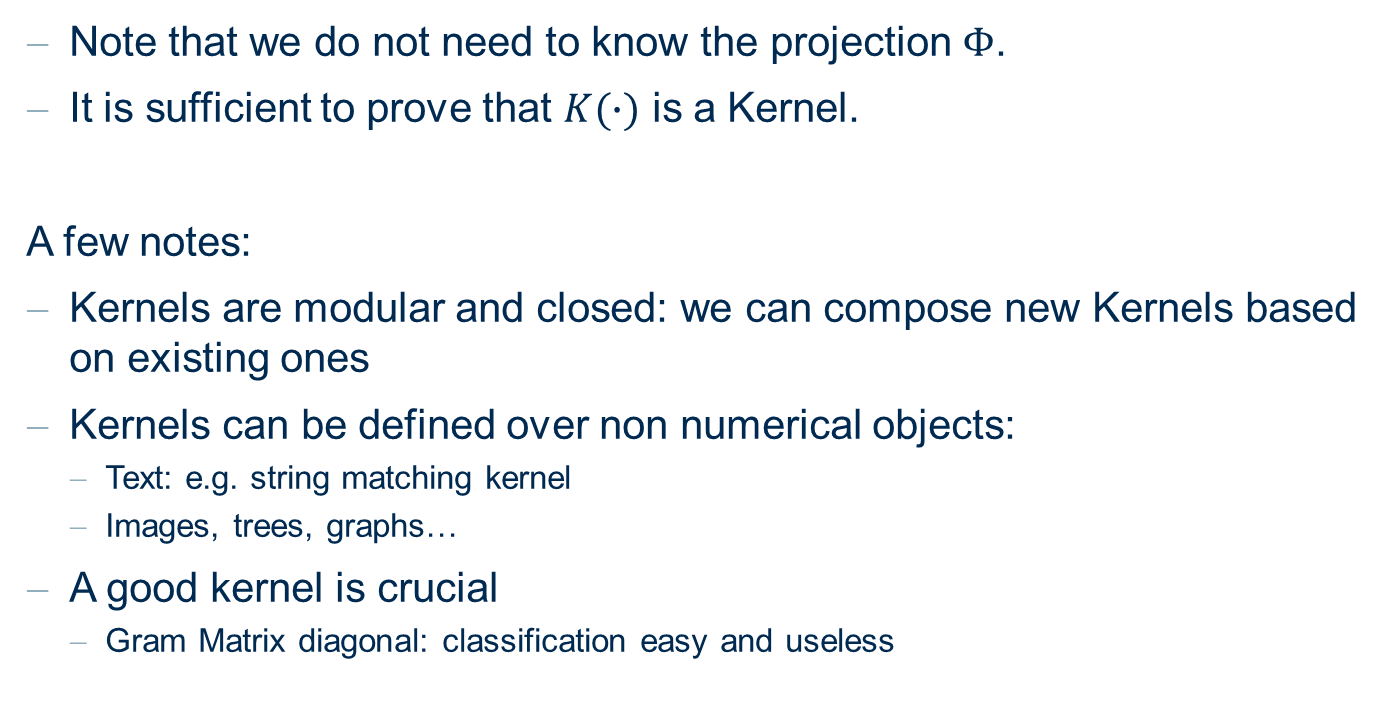 – Note that we do not need to know the projection Φ.
– It is sufficient to prove that K(·) is a Kernel.
A few notes:
– Kernels are modular and closed: we can compose new Kernels based
on existing ones
– Kernels can be defined over non numerical objects:
– Text: e.g. string matching kernel
– Images, trees, graphs…
– A good kernel is crucial
– Gram Matrix diagonal: classification easy and useless